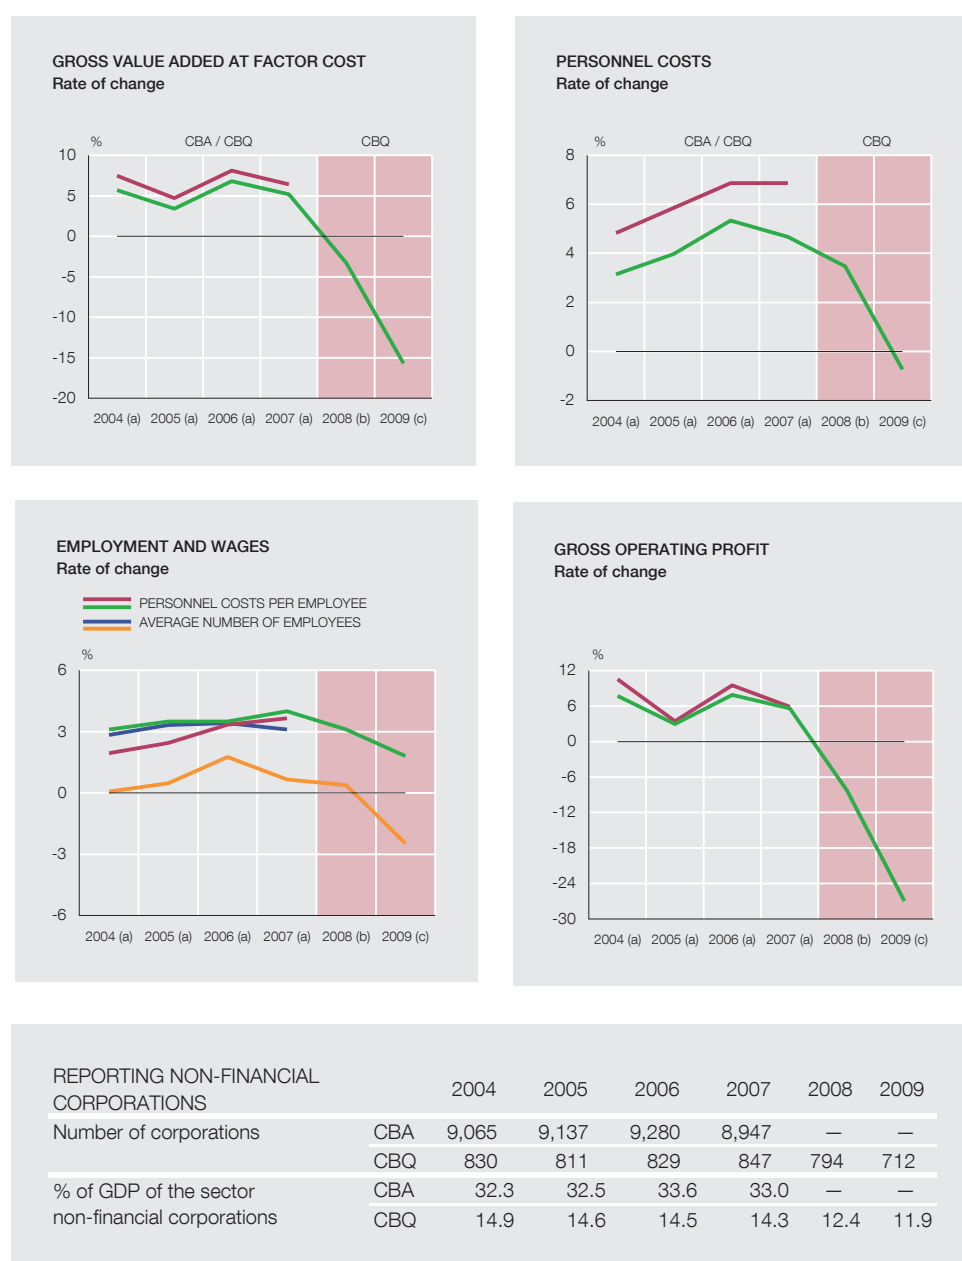 GROSS VALUE ADDED AT FACTOR COST
Rate of change
% CBA / CBQ CBQ
10
5
0
-5
-10
-15
-20
2004 (a) 2005 (a) 2006 (a) 2007 (a) 2008 (b) 2009 (c)
PERSONNEL COSTS
Rate of change
% CBA / CBQ CBQ
8
6
4
2
0
-2
2004 (a) 2005 (a) 2006 (a) 2007 (a) 2008 (b) 2009 (c)
EMPLOYMENT AND WAGES
Rate of change
PERSONNEL COSTS PER EMPLOYEE
AVERAGE NUMBER OF EMPLOYEES
%
6
3
0
-3
-6
2004 (a) 2005 (a) 2006 (a) 2007 (a) 2008 (b) 2009 (c)
GROSS OPERATING PROFIT
Rate of change
%
12
6
0
-6
-12
-18
-24
-30
2004 (a) 2005 (a) 2006 (a) 2007 (a) 2008 (b) 2009 (c)
REPORTING NON-FINANCIAL
CORPORATIONS 2004 2005 2006 2007 2008 2009
Number of corporations CBA 9,065 9,137 9,280 8,947 — —
CBQ 830 811 829 847 794 712
% of GDP of the sector CBA 32.3 32.5 33.6 33.0 — —
non-financial corporations CBQ 14.9 14.6 14.5 14.3 12.4 11.9